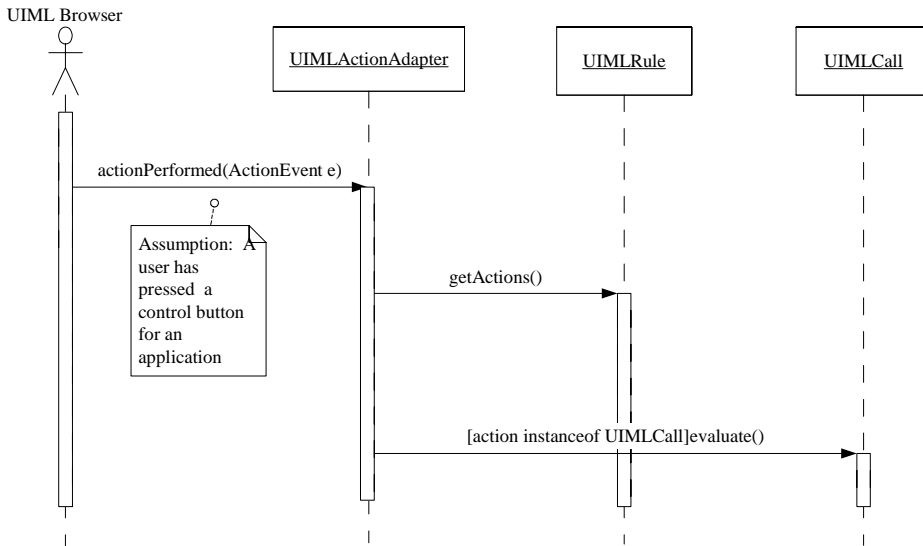 UIML Browser
UIMLActionAdapter
UIMLRule
UIMLCall
actionPerformed(ActionEvent e)
Assumption: A
user has
pressed a
control button
for an
application
getActions()
[action instanceof UIMLCall]evaluate()